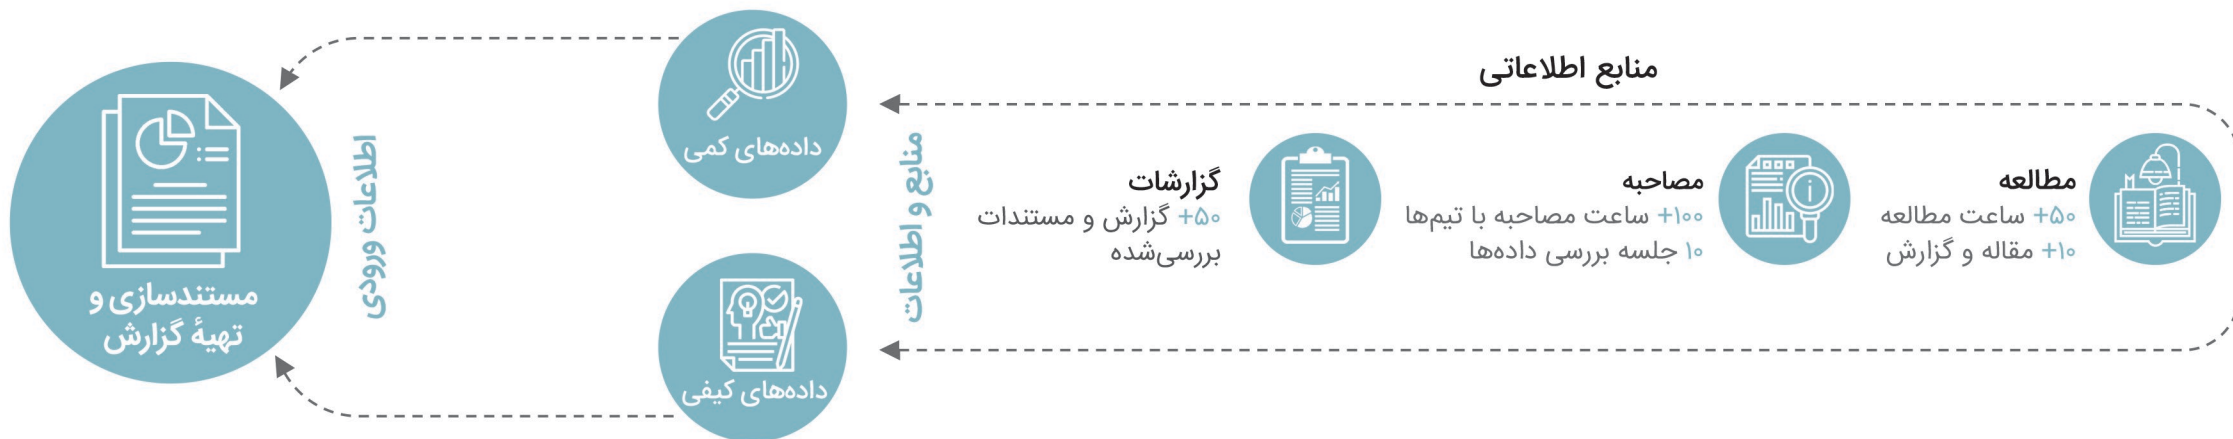 منابع اطلاعاتی
مطالعه
+۵۰ ساعت مطالعه
+۱۰ مقاله و گزارش
مصاحبه
+۱۰۰ ساعت مصاحبه با تیم‌ها
۱۰ جلسه بررسی داده‌ها
گزارشات
+۵۰ گزارش و مستندات
بررسی‌شده
منابع و اطلاعات
داده‌های کمی
داده‌های کیفی
اطلاعات ورودی
مستندسازی و
تهیهٔ گزارش